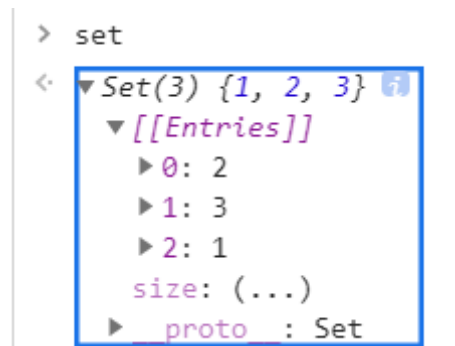 > set
Set(3) {1, 2, 3} i
[[Entries]]
0: 2
1: 3
2: 1
size: (...)
__proto__: Set